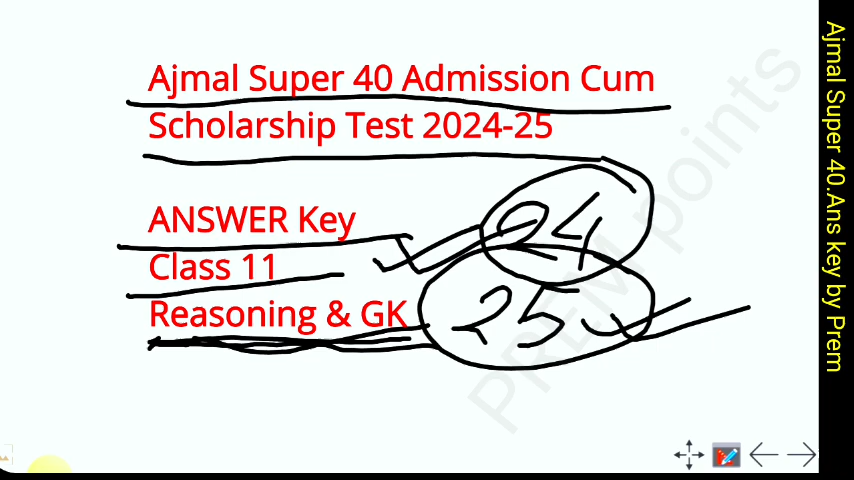 Ajmal Super 40 Admission Cum
Scholarship Test 2024-25
ANSWER Key
Class 11
Reasoning & GK
24
25
PREM points
Ajmal Super 40.Ans key by Prem